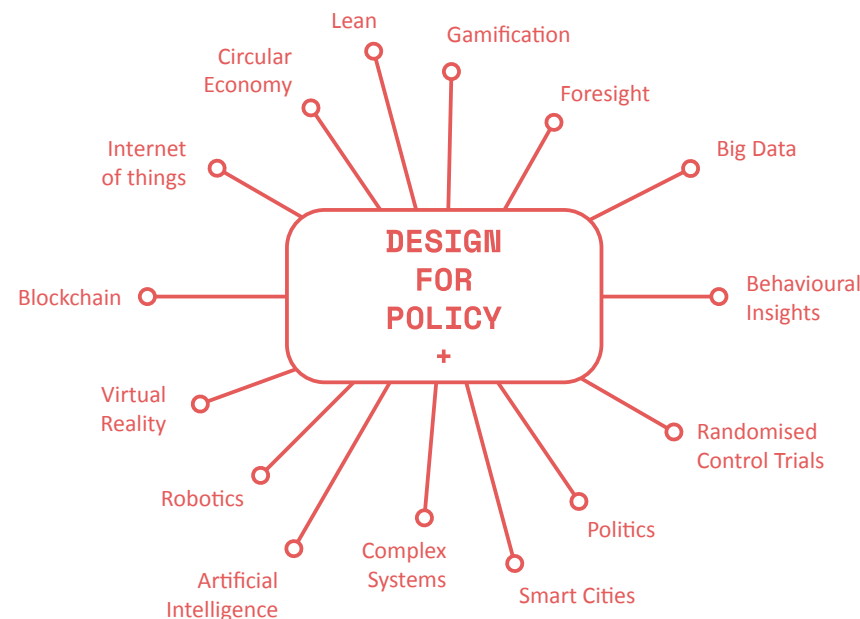 Lean
Gamification
Circular
Economy
Foresight
Internet
of things
Big Data
DESIGN
FOR
POLICY
+
Blockchain
Behavioural
Insights
Virtual
Reality
Randomised
Control Trials
Robotics
Politics
Complex
Systems
Artificial
Intelligence
Smart Cities